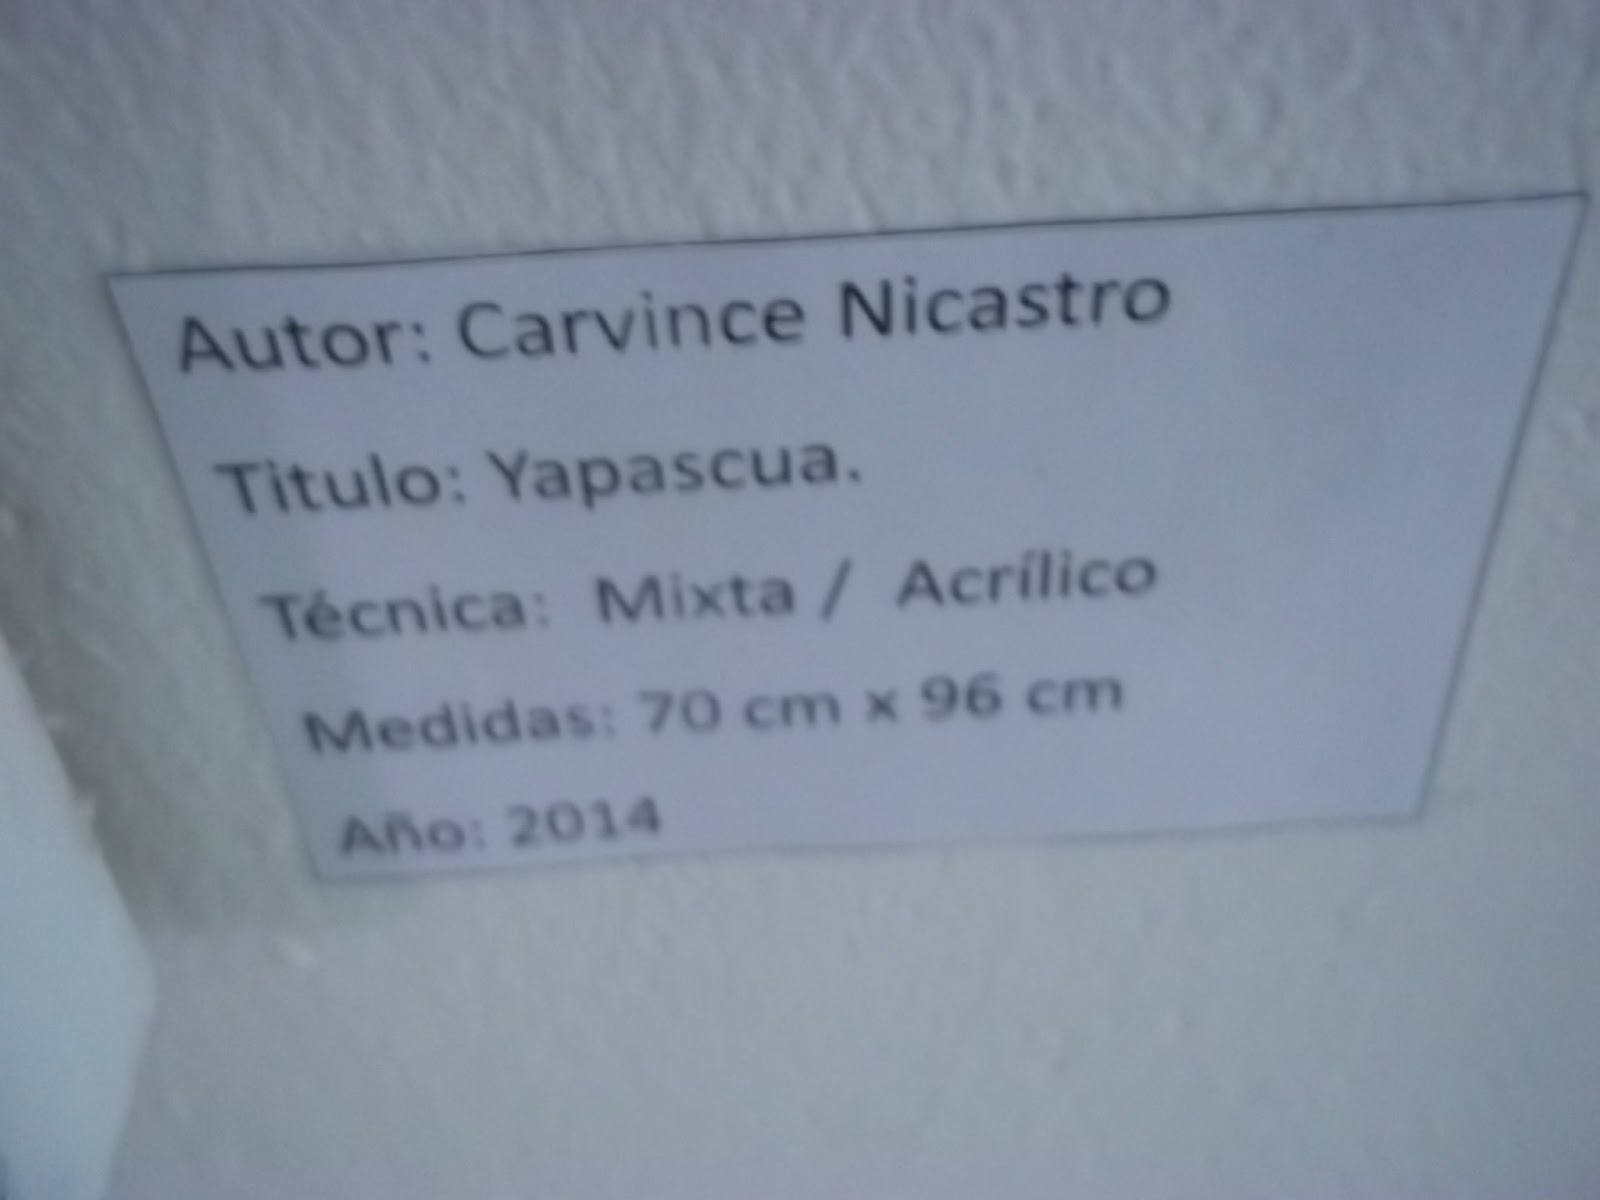 Autor: Carvince Nicastro
Titulo: Yapascua.
Técnica: Mixta / Acrílico
Medidas: 70 cm x 96 cm
Año: 2014